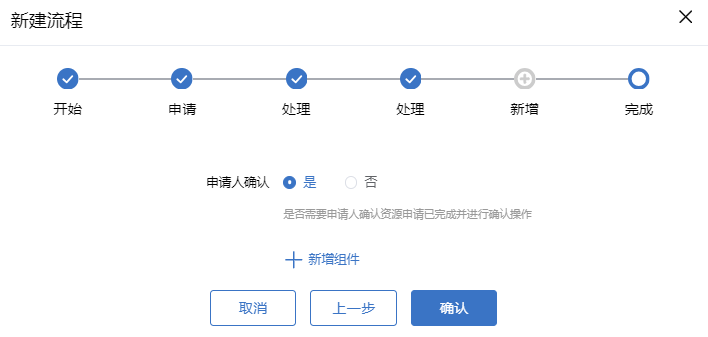 新建流程
开始 申请 处理 处理 新增 完成
申请人确认 是 否
是否需要申请人确认资源申请已完成并进行确认操作
新增组件
取消 上一步 确认